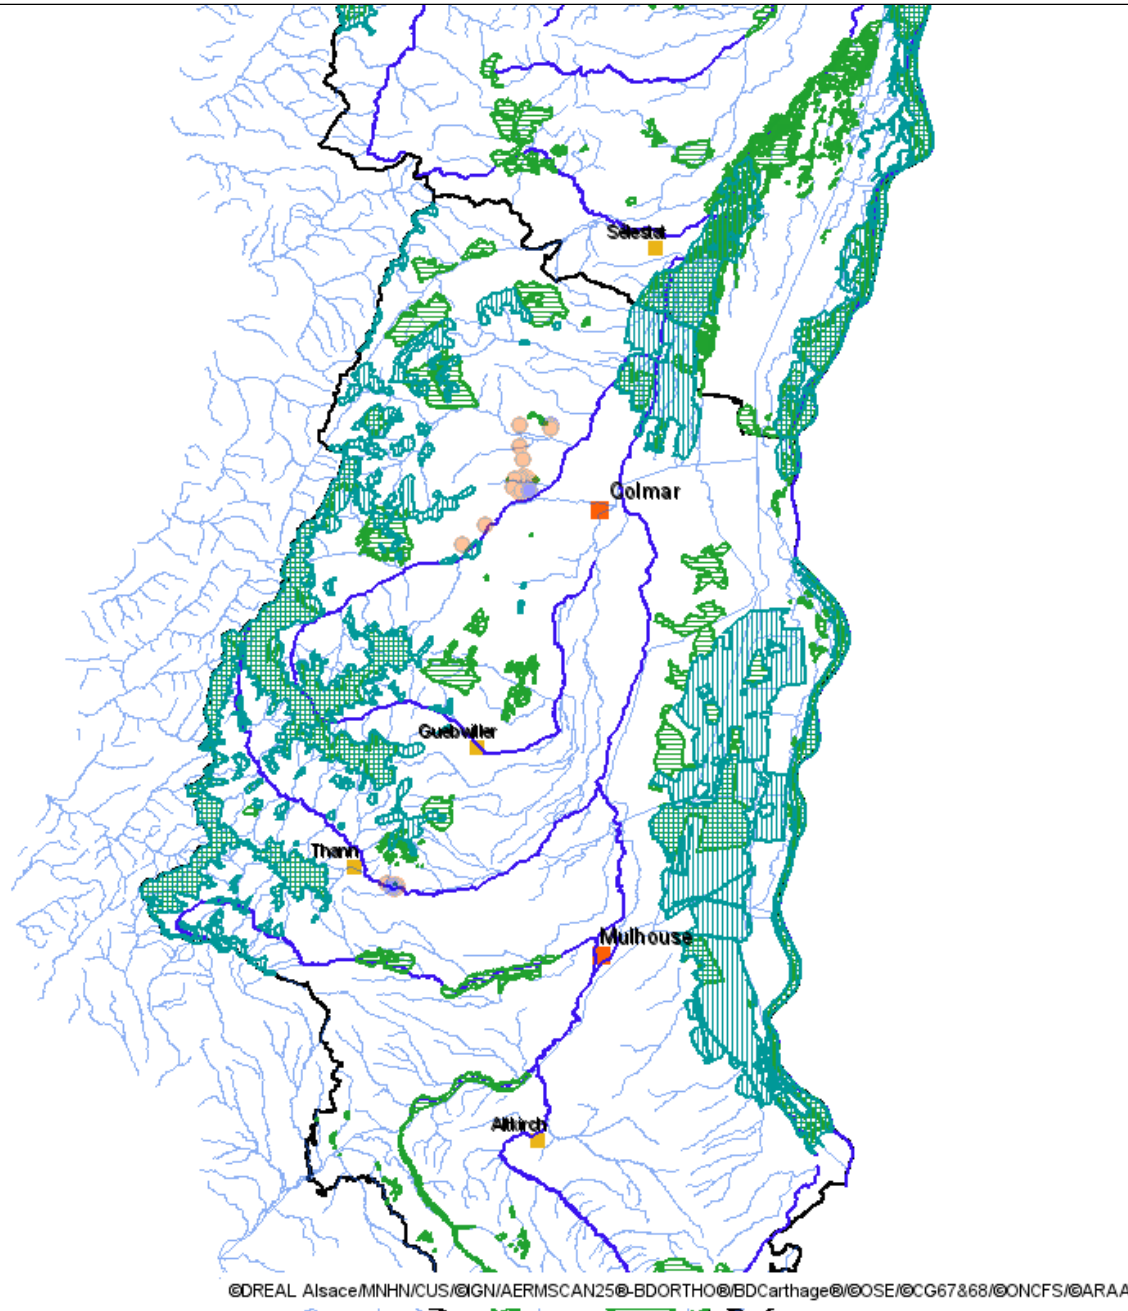 Sélestat
Colmar
Guebwiller
Thann
Mulhouse
Altkirch
©DREAL Alsace/MNHN/CUS/©IGN/AERMSCAN25®-BDORTHO®/BDCarthage®/©OSE/©CG67&68/©ONCFS/©ARAA